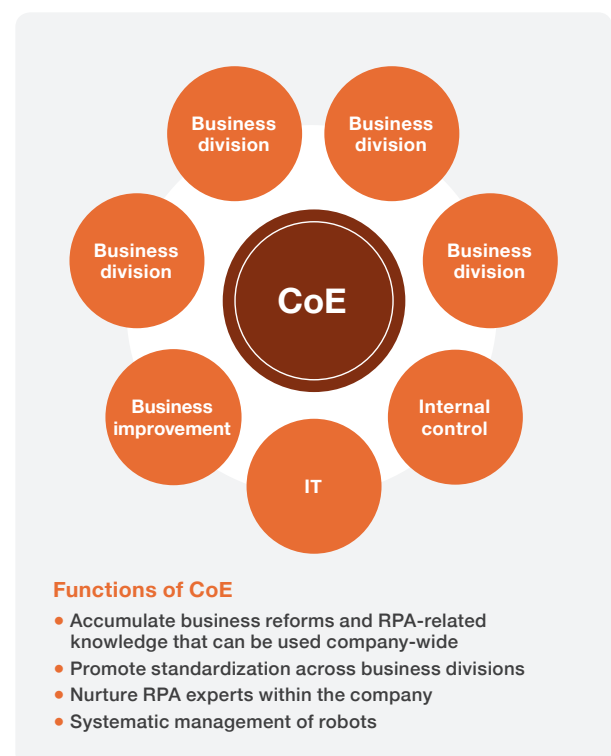 Business
division
Business
division
Business
division
Business
division
CoE
Business
improvement
Internal
control
IT
Functions of CoE
• Accumulate business reforms and RPA-related
knowledge that can be used company-wide
• Promote standardization across business divisions
• Nurture RPA experts within the company
• Systematic management of robots